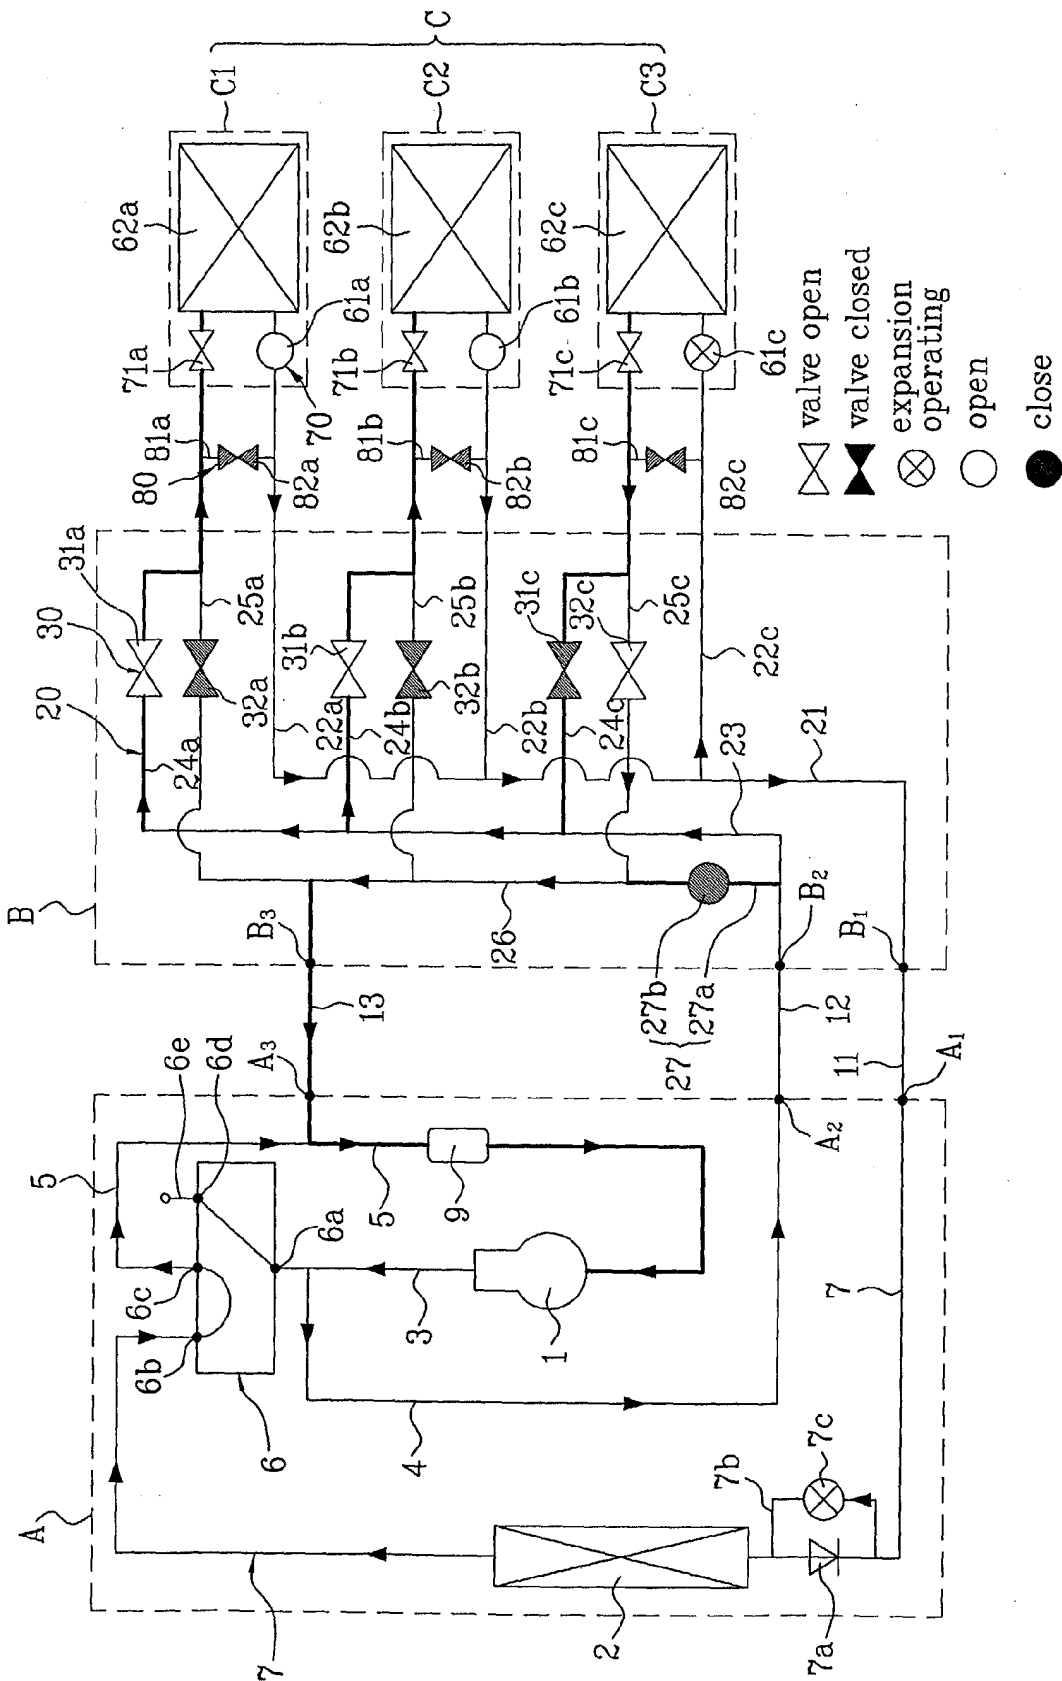 A
7
5
6e
6d
6b
6c
6a
6
4
3
5
9
1
2
7a
7b
7c
7
A3
A2
A1
13
12
11
B
B3
B2
B1
27
27b
27a
26
23
21
20
24a
30
31a
32a
25a
22a
24b
31b
32b
25b
22b
24c
31c
32c
25c
22c
80
81a
82a
70
71a
61a
62a
81b
82b
71b
61b
62b
81c
82c
71c
61c
62c
C1
C2
C3
C
valve open
valve closed
expansion
operating
open
close